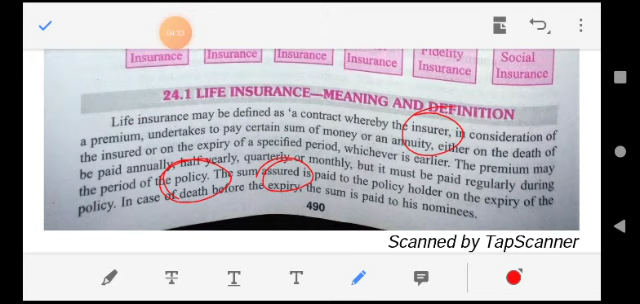 04:33
Insurance Insurance Insurance Insurance Fidelity Insurance Social Insurance
24.1 LIFE INSURANCE—MEANING AND DEFINITION
Life insurance may be defined as 'a contract whereby the insurer, in consideration of
a premium, undertakes to pay certain sum of money or an annuity, either on the death of
the insured or on the expiry of a specified period, whichever is earlier. The premium may
be paid annually, half yearly, quarterly or monthly, but it must be paid regularly during
the period of the policy. The sum assured is paid to the policy holder on the expiry of the
policy. In case of death before the expiry, the sum is paid to his nominees.
490
Scanned by TapScanner
T T T